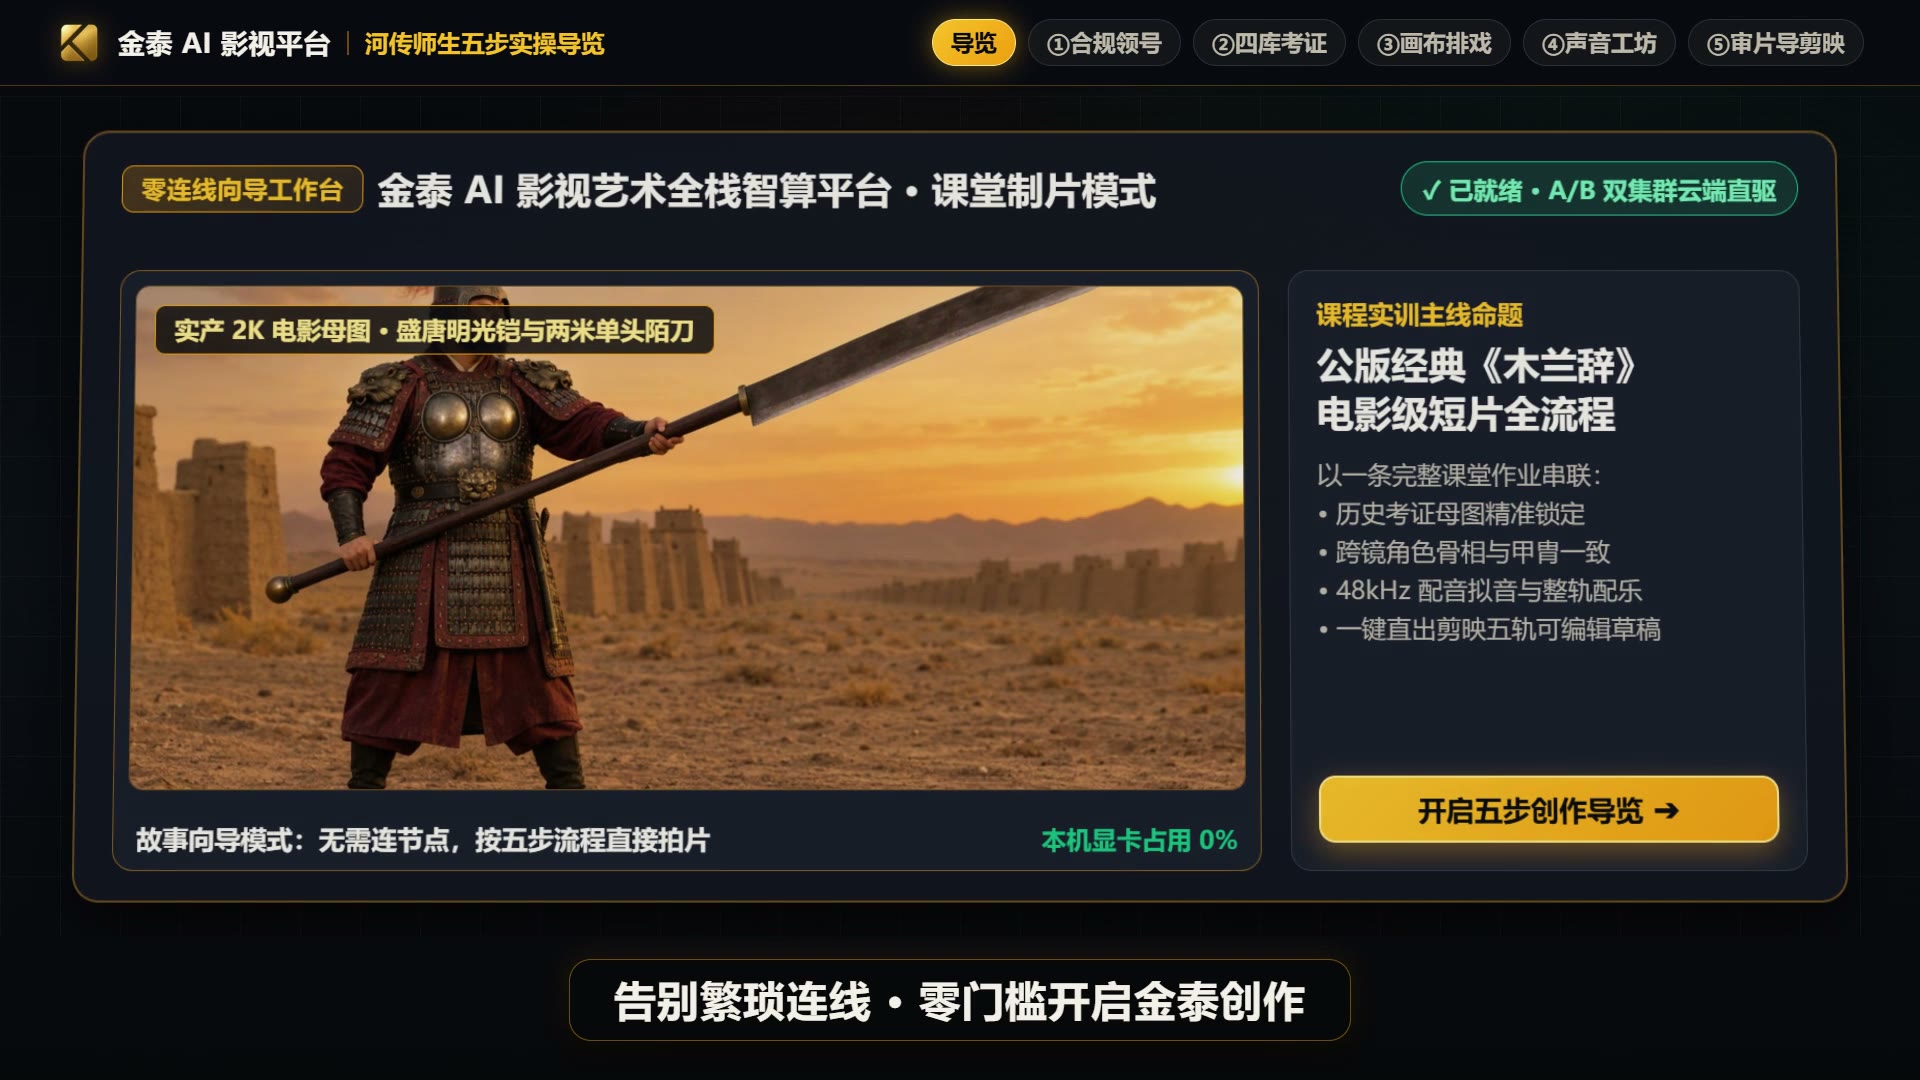 金泰 AI 影视平台 河传师生五步实操导览
导览 ①合规领号 ②四库考证 ③画布排戏 ④声音工坊 ⑤审片导剪映
零连线向导工作台 金泰 AI 影视艺术全栈智算平台 • 课堂制片模式
✓ 已就绪 • A/B 双集群云端直驱
实产 2K 电影母图 • 盛唐明光铠与两米单头陌刀
故事向导模式：无需连节点，按五步流程直接拍片
本机显卡占用 0%
课程实训主线命题
公版经典《木兰辞》
电影级短片全流程
以一条完整课堂作业串联：
• 历史考证母图精准锁定
• 跨镜角色骨相与甲胄一致
• 48kHz 配音拟音与整轨配乐
• 一键直出剪映五轨可编辑草稿
开启五步创作导览 →
告别繁琐连线 • 零门槛开启金泰创作